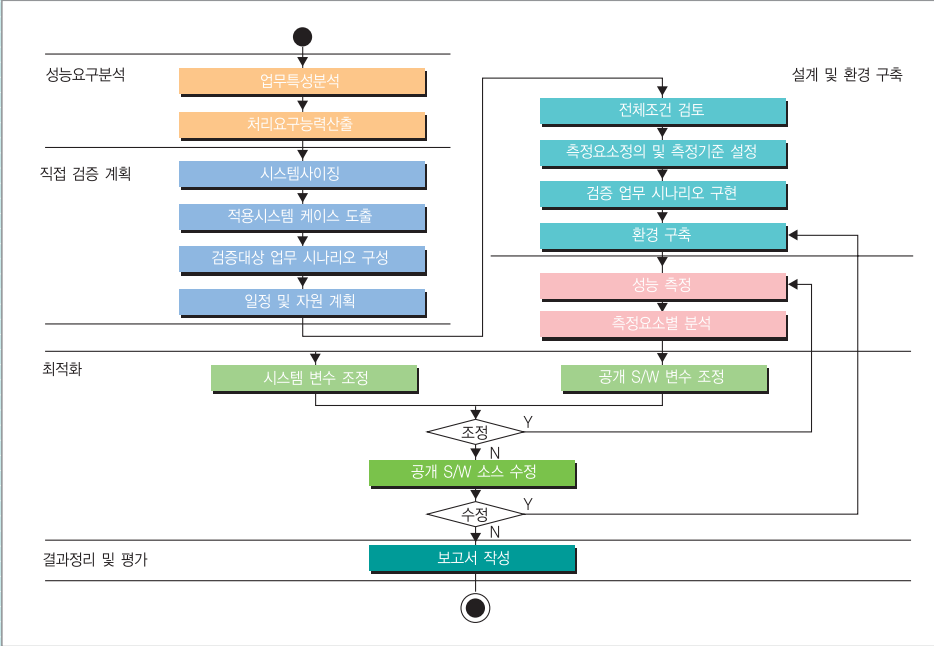 성능요구분석
업무특성분석
처리요구능력산출
직접 검증 계획
시스템사이징
적용시스템 케이스 도출
검증대상 업무 시나리오 구성
일정 및 자원 계획
설계 및 환경 구축
전체조건 검토
측정요소정의 및 측정기준 설정
검증 업무 시나리오 구현
환경 구축
성능 측정
측정요소별 분석
최적화
시스템 변수 조정
공개 S/W 변수 조정
조정
Y
N
공개 S/W 소스 수정
수정
Y
N
결과정리 및 평가
보고서 작성